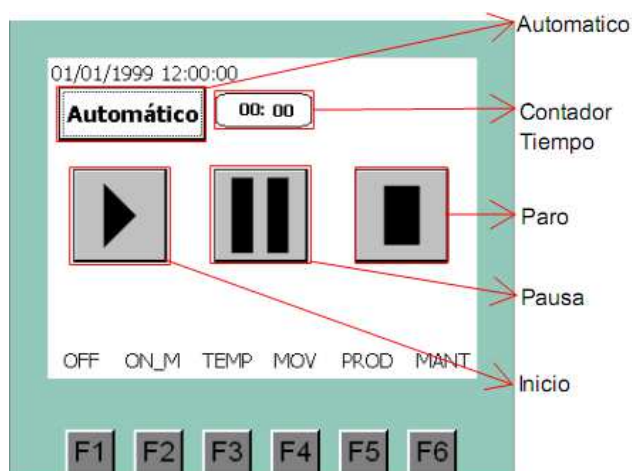 Automatico
01/01/1999 12:00:00
Automático
00: 00
Contador
Tiempo
Paro
Pausa
OFF ON_M TEMP MOV PROD MANT
Inicio
F1 F2 F3 F4 F5 F6